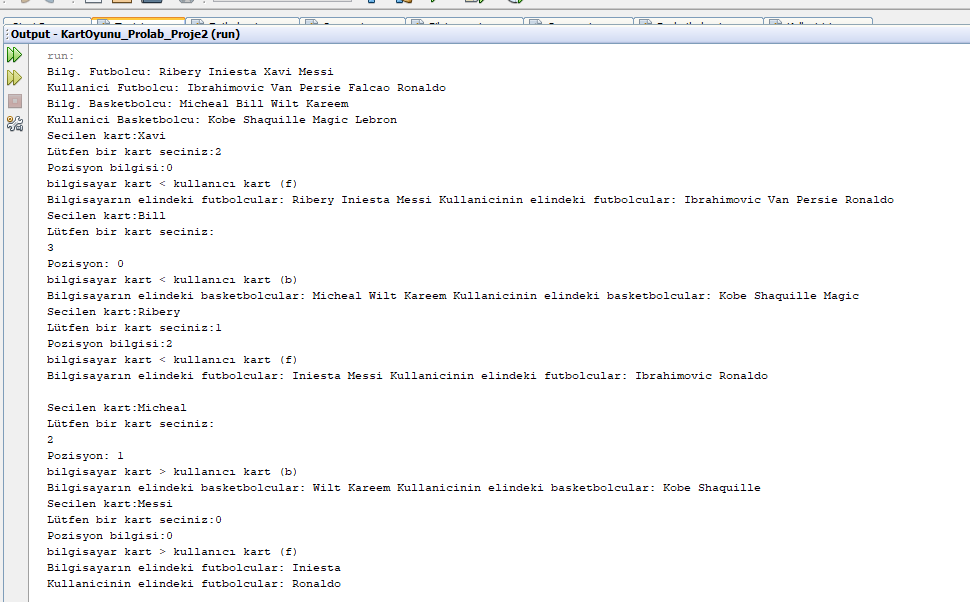 Output - KartOyunu_Prolab_Proje2 (run)
run:
Bilg. Futbolcu: Ribery Iniesta Xavi Messi
Kullanici Futbolcu: Ibrahimovic Van Persie Falcao Ronaldo
Bilg. Basketbolcu: Micheal Bill Wilt Kareem
Kullanici Basketbolcu: Kobe Shaquille Magic Lebron
Secilen kart:Xavi
Lütfen bir kart seciniz:2
Pozisyon bilgisi:0
bilgisayar kart < kullanıcı kart (f)
Bilgisayarın elindeki futbolcular: Ribery Iniesta Messi Kullanicinin elindeki futbolcular: Ibrahimovic Van Persie Ronaldo
Secilen kart:Bill
Lütfen bir kart seciniz:
3
Pozisyon: 0
bilgisayar kart < kullanıcı kart (b)
Bilgisayarın elindeki basketbolcular: Micheal Wilt Kareem Kullanicinin elindeki basketbolcular: Kobe Shaquille Magic
Secilen kart:Ribery
Lütfen bir kart seciniz:1
Pozisyon bilgisi:2
bilgisayar kart < kullanıcı kart (f)
Bilgisayarın elindeki futbolcular: Iniesta Messi Kullanicinin elindeki futbolcular: Ibrahimovic Ronaldo
Secilen kart:Micheal
Lütfen bir kart seciniz:
2
Pozisyon: 1
bilgisayar kart > kullanıcı kart (b)
Bilgisayarın elindeki basketbolcular: Wilt Kareem Kullanicinin elindeki basketbolcular: Kobe Shaquille
Secilen kart:Messi
Lütfen bir kart seciniz:0
Pozisyon bilgisi:0
bilgisayar kart > kullanıcı kart (f)
Bilgisayarın elindeki futbolcular: Iniesta
Kullanicinin elindeki futbolcular: Ronaldo